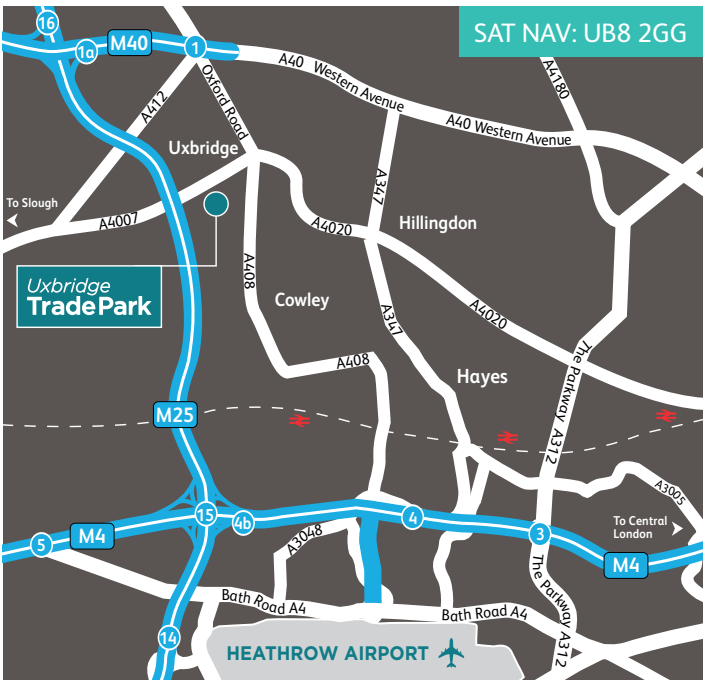 16
1a
M40
1
SAT NAV: UB8 2GG
A40 Western Avenue
A4180
A412
Oxford Road
A40 Western Avenue
Uxbridge
To Slough
A4007
A347
A4020
Hillingdon
A408
Uxbridge
TradePark
Cowley
A347
A4020
A408
Hayes
The Parkway A312
M25
A3005
15
4b
4
To Central
London
5
M4
3
A3048
M4
The Parkway A312
Bath Road A4
Bath Road A4
14
HEATHROW AIRPORT